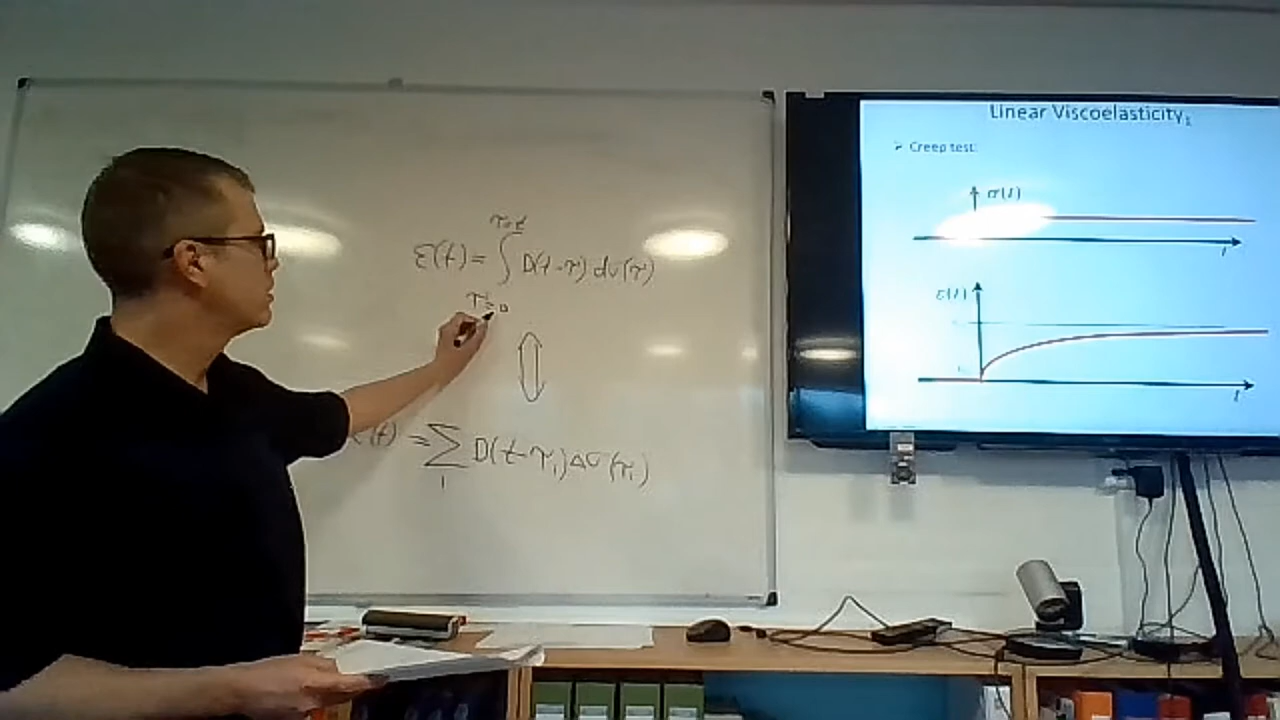 τ=t
ε(t) = ∫ D(t-τ) dσ(τ)
τ=0
ε(t) = ∑ D(t-τi) Δσ(τi)
i
Linear Viscoelasticity1
➢ Creep test:
σ(t)
t
ε(t)
t